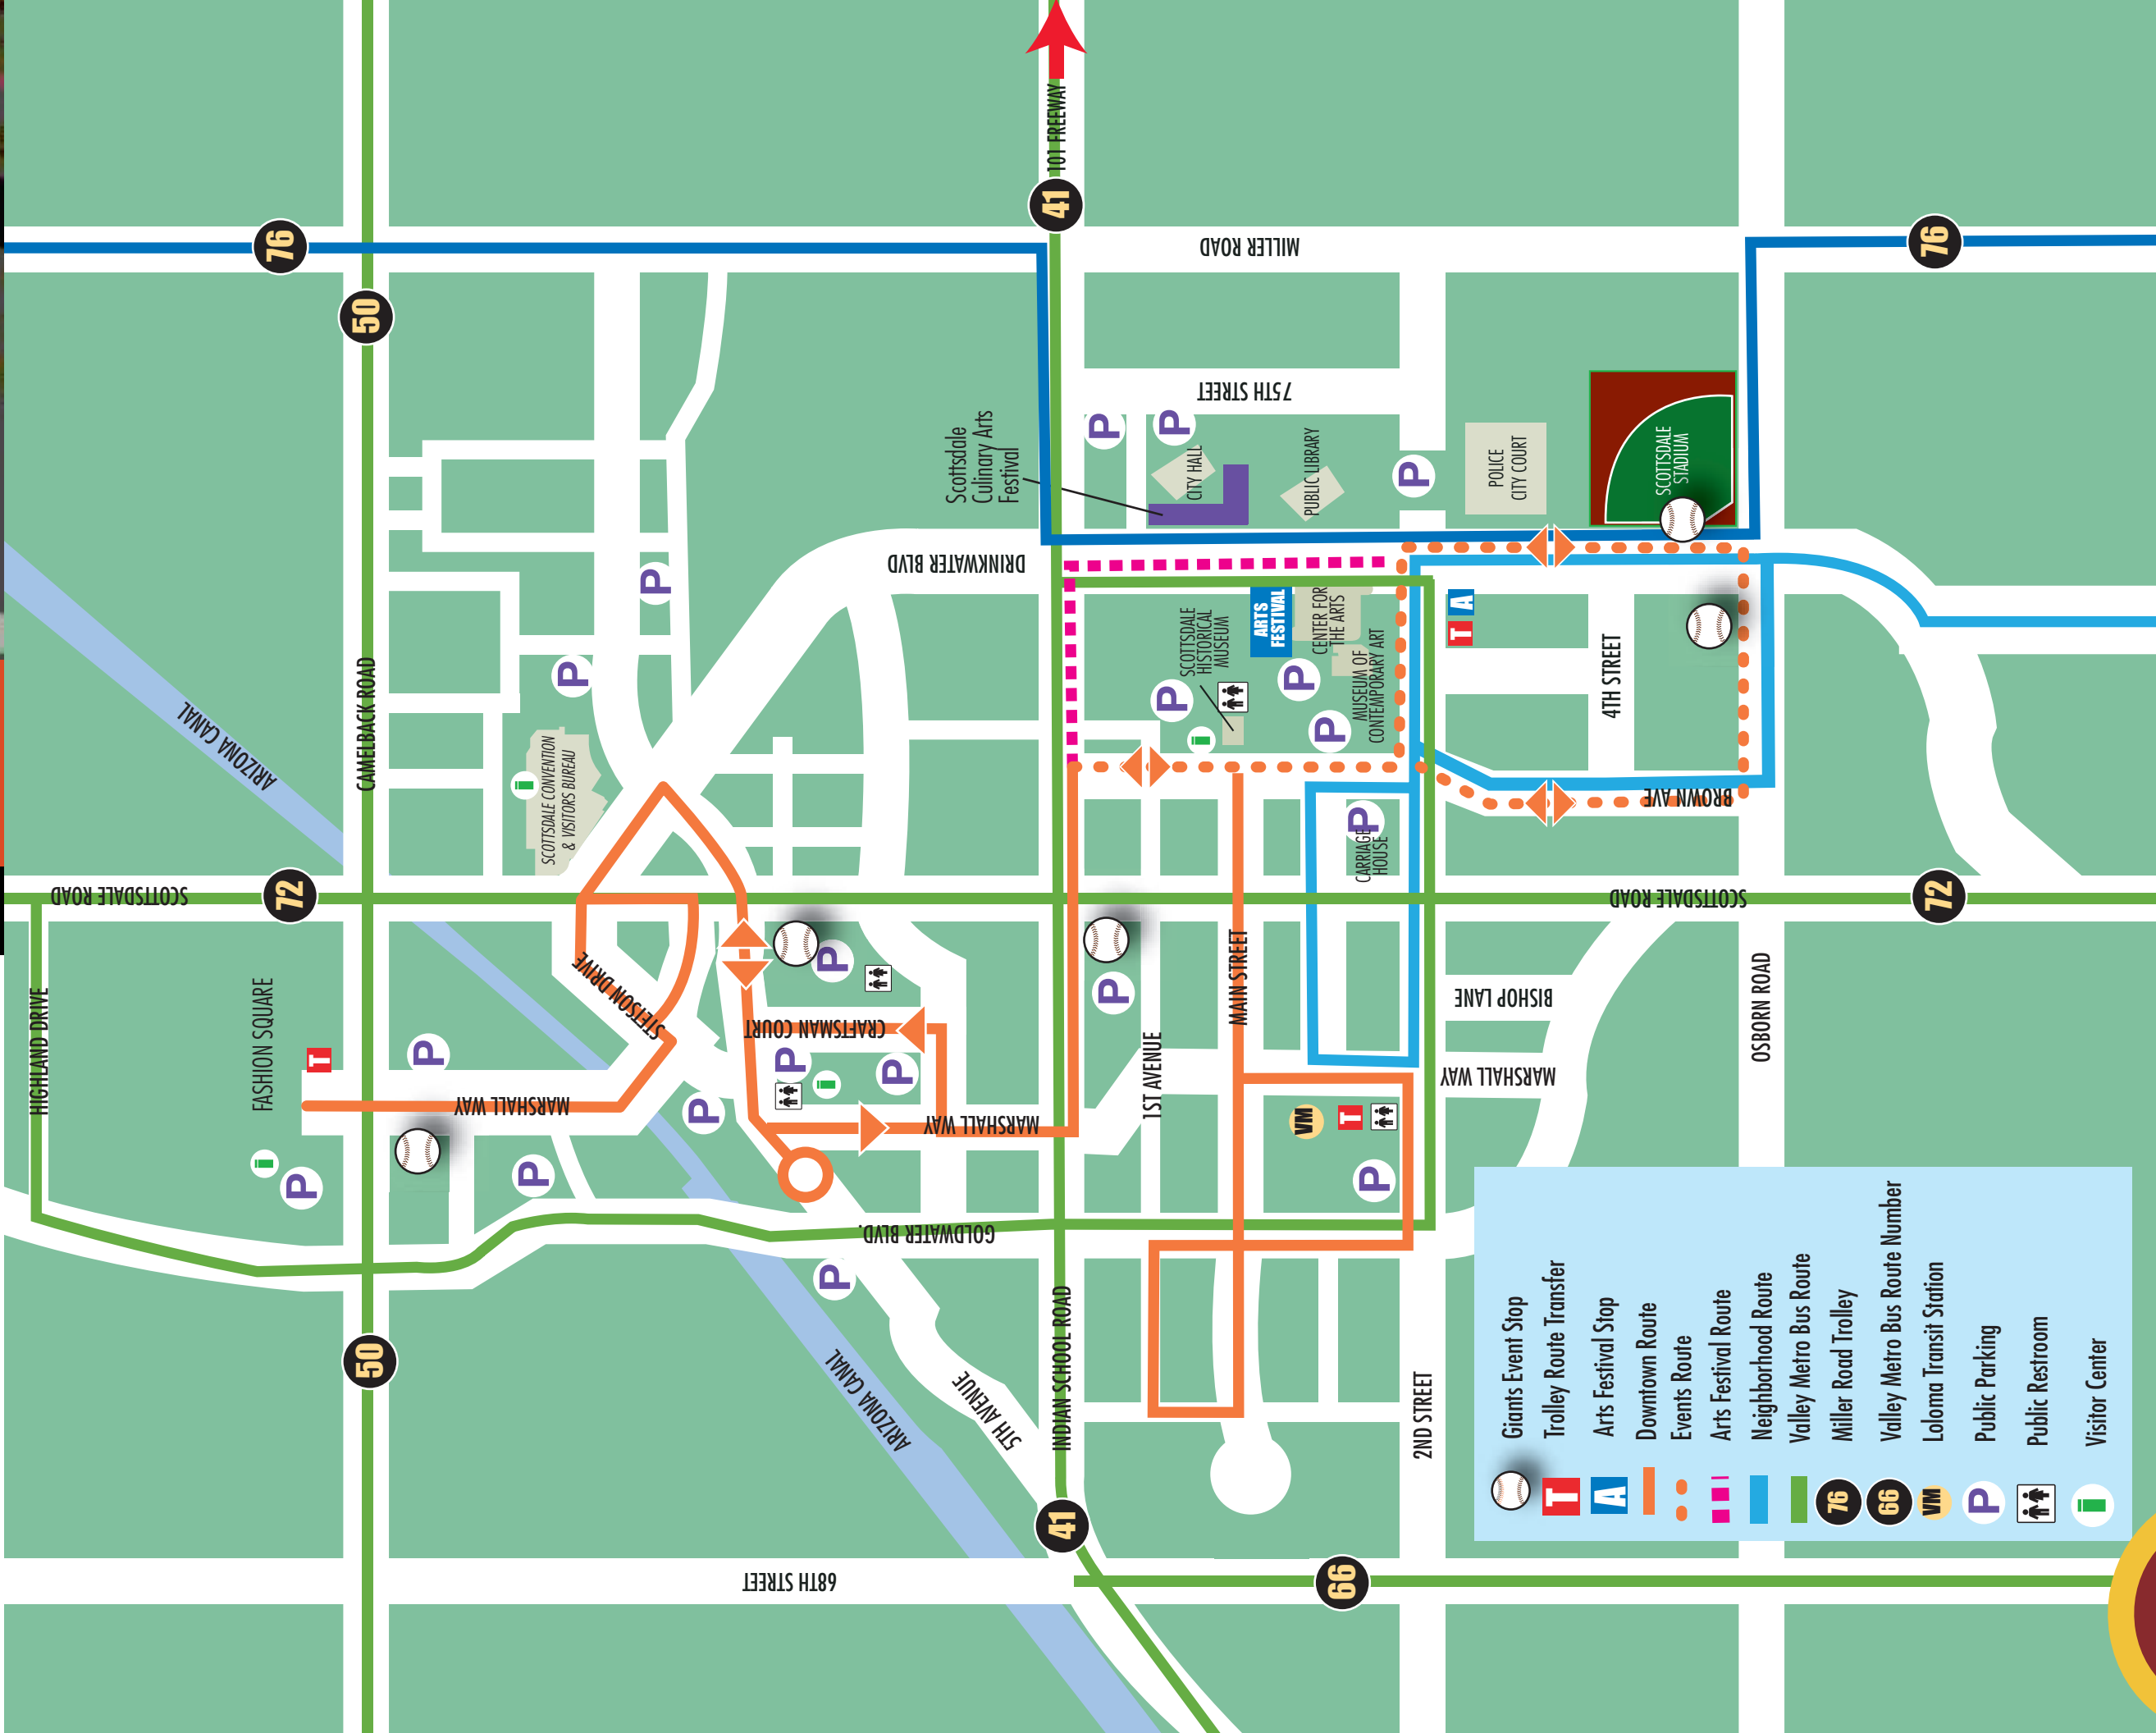 101 FREEWAY
41
76
MILLER ROAD
76
50
75TH STREET
Scottsdale
Culinary Arts
Festival
CITY HALL
PUBLIC LIBRARY
POLICE
CITY COURT
SCOTTSDALE
STADIUM
P
P
P
P
DRINKWATER BLVD
ARTS
FESTIVAL
CENTER FOR
THE ARTS
SCOTTSDALE
HISTORICAL
MUSEUM
MUSEUM OF
CONTEMPORARY ART
T
A
4TH STREET
P
P
P
P
ARIZONA CANAL
CAMELBACK ROAD
SCOTTSDALE CONVENTION
& VISITORS BUREAU
BROWN AVE
P
CARRIAGE
HOUSE
SCOTTSDALE ROAD
72
SCOTTSDALE ROAD
72
HIGHLAND DRIVE
FASHION SQUARE
T
STETSON DRIVE
P
P
P
MAIN STREET
BISHOP LANE
OSBORN ROAD
CRAFTSMAN COURT
P
P
P
MARSHALL WAY
MARSHALL WAY
1ST AVENUE
MARSHALL WAY
VM
T
P
P
P
GOLDWATER BLVD.
P
50
ARIZONA CANAL
5TH AVENUE
INDIAN SCHOOL ROAD
2ND STREET
41
68TH STREET
66
Giants Event Stop
T Trolley Route Transfer
A Arts Festival Stop
Downtown Route
Events Route
Arts Festival Route
Neighborhood Route
Valley Metro Bus Route
76 Miller Road Trolley
66 Valley Metro Bus Route Number
VM Loloma Transit Station
P Public Parking
Public Restroom
Visitor Center